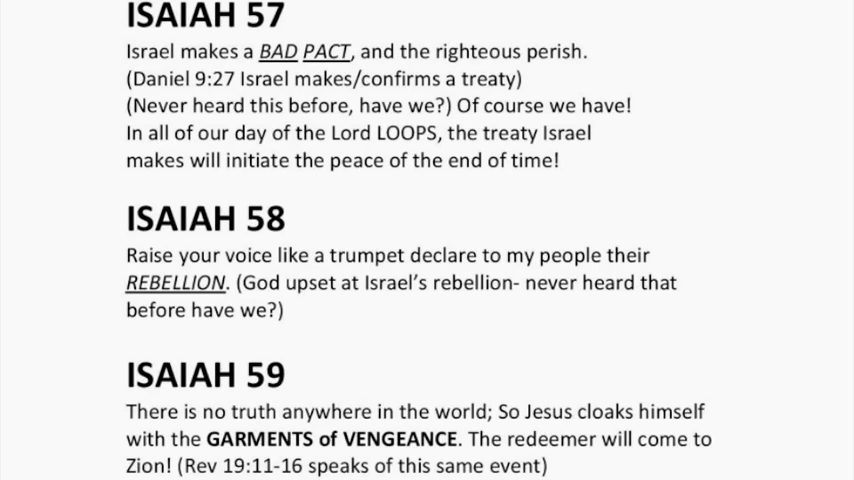 ISAIAH 57
Israel makes a BAD PACT, and the righteous perish.
(Daniel 9:27 Israel makes/confirms a treaty)
(Never heard this before, have we?) Of course we have!
In all of our day of the Lord LOOPS, the treaty Israel
makes will initiate the peace of the end of time!
ISAIAH 58
Raise your voice like a trumpet declare to my people their
REBELLION. (God upset at Israel’s rebellion- never heard that
before have we?)
ISAIAH 59
There is no truth anywhere in the world; So Jesus cloaks himself
with the GARMENTS of VENGEANCE. The redeemer will come to
Zion! (Rev 19:11-16 speaks of this same event)